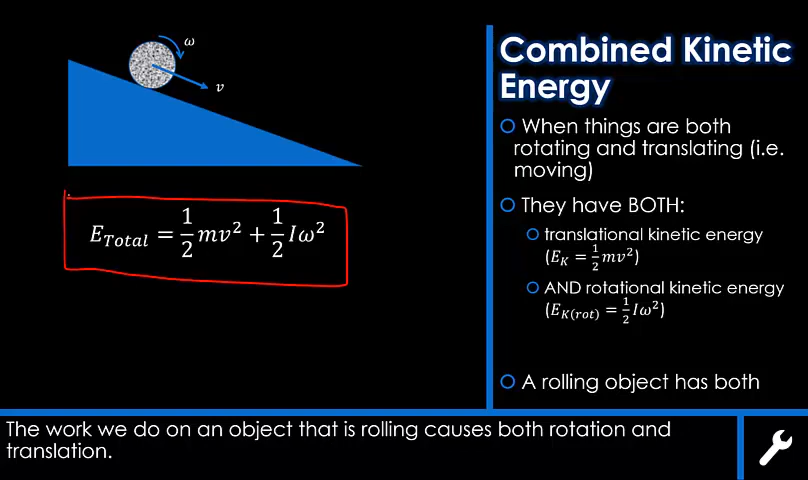 ω
v
E_Total = 1/2 mv² + 1/2 Iω²
Combined Kinetic
Energy
When things are both
rotating and translating (i.e.
moving)
They have BOTH:
translational kinetic energy
(E_K = 1/2 mv²)
AND rotational kinetic energy
(E_K(rot) = 1/2 Iω²)
A rolling object has both
The work we do on an object that is rolling causes both rotation and
translation.